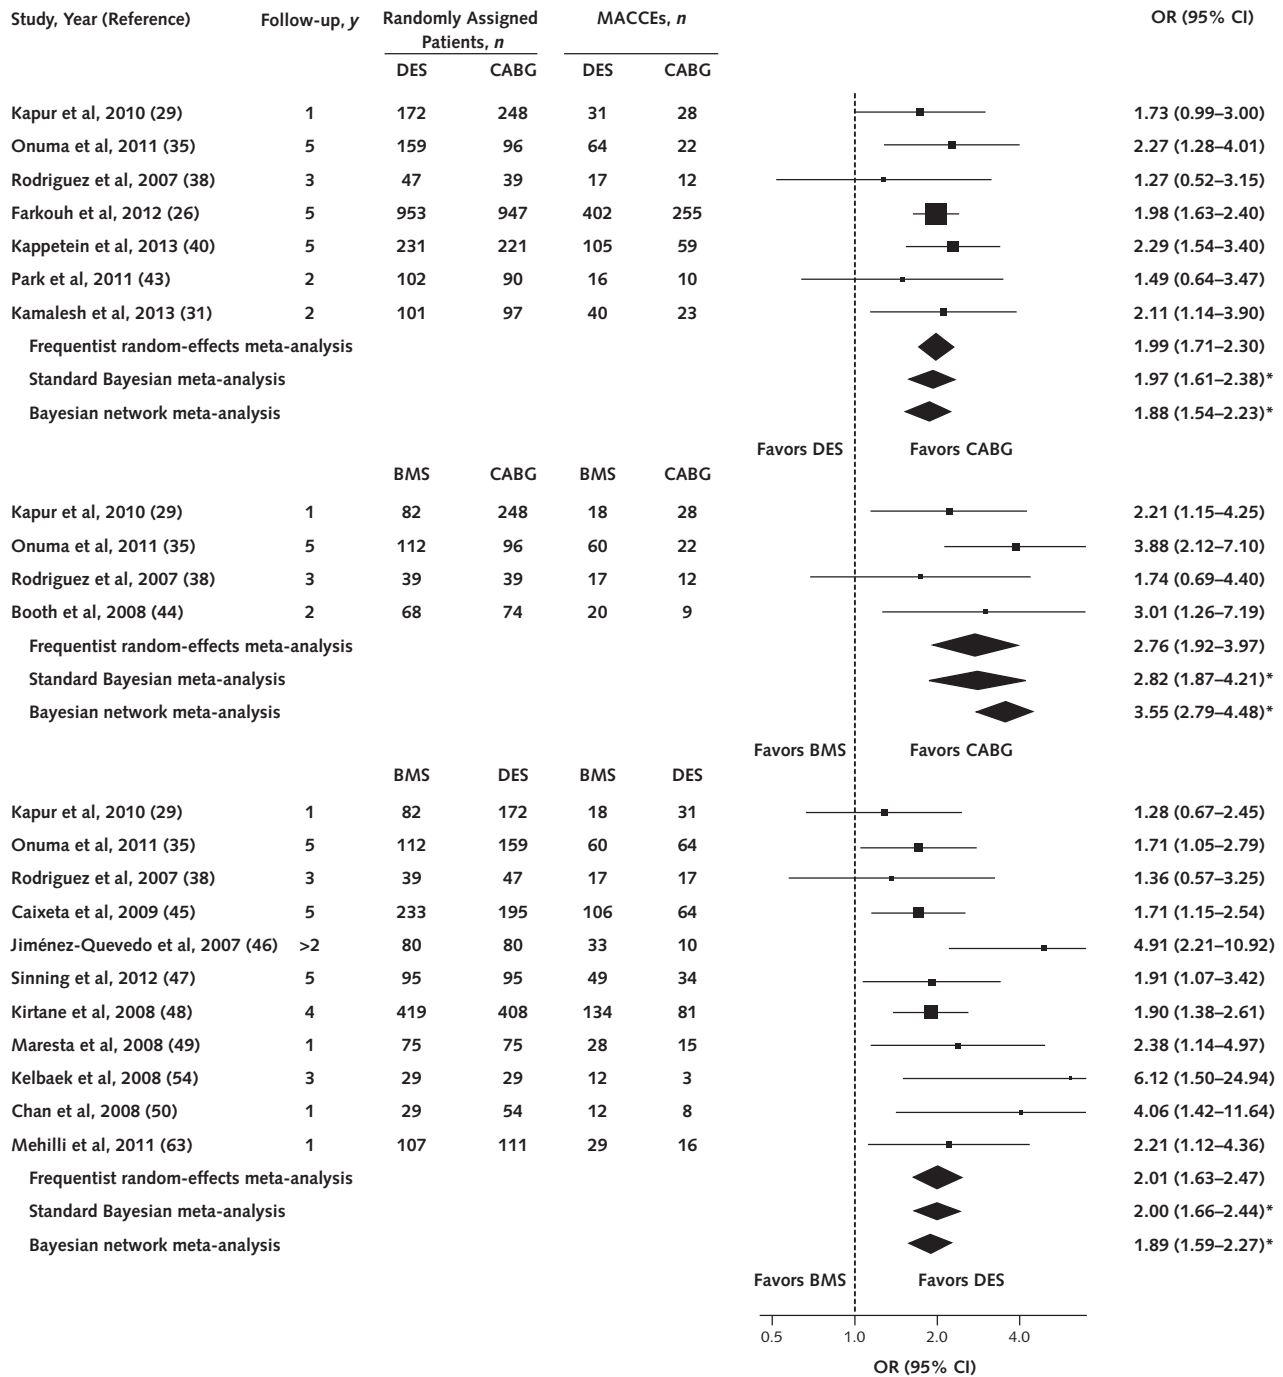 Study, Year (Reference) Follow-up, y Randomly Assigned Patients, n MACCEs, n OR (95% CI)
DES CABG DES CABG
Kapur et al, 2010 (29) 1 172 248 31 28 1.73 (0.99–3.00)
Onuma et al, 2011 (35) 5 159 96 64 22 2.27 (1.28–4.01)
Rodriguez et al, 2007 (38) 3 47 39 17 12 1.27 (0.52–3.15)
Farkouh et al, 2012 (26) 5 953 947 402 255 1.98 (1.63–2.40)
Kappetein et al, 2013 (40) 5 231 221 105 59 2.29 (1.54–3.40)
Park et al, 2011 (43) 2 102 90 16 10 1.49 (0.64–3.47)
Kamalesh et al, 2013 (31) 2 101 97 40 23 2.11 (1.14–3.90)
Frequentist random-effects meta-analysis 1.99 (1.71–2.30)
Standard Bayesian meta-analysis 1.97 (1.61–2.38)*
Bayesian network meta-analysis 1.88 (1.54–2.23)*
Favors DES Favors CABG
BMS CABG BMS CABG
Kapur et al, 2010 (29) 1 82 248 18 28 2.21 (1.15–4.25)
Onuma et al, 2011 (35) 5 112 96 60 22 3.88 (2.12–7.10)
Rodriguez et al, 2007 (38) 3 39 39 17 12 1.74 (0.69–4.40)
Booth et al, 2008 (44) 2 68 74 20 9 3.01 (1.26–7.19)
Frequentist random-effects meta-analysis 2.76 (1.92–3.97)
Standard Bayesian meta-analysis 2.82 (1.87–4.21)*
Bayesian network meta-analysis 3.55 (2.79–4.48)*
Favors BMS Favors CABG
BMS DES BMS DES
Kapur et al, 2010 (29) 1 82 172 18 31 1.28 (0.67–2.45)
Onuma et al, 2011 (35) 5 112 159 60 64 1.71 (1.05–2.79)
Rodriguez et al, 2007 (38) 3 39 47 17 17 1.36 (0.57–3.25)
Caixeta et al, 2009 (45) 5 233 195 106 64 1.71 (1.15–2.54)
Jiménez-Quevedo et al, 2007 (46) >2 80 80 33 10 4.91 (2.21–10.92)
Sinning et al, 2012 (47) 5 95 95 49 34 1.91 (1.07–3.42)
Kirtane et al, 2008 (48) 4 419 408 134 81 1.90 (1.38–2.61)
Maresta et al, 2008 (49) 1 75 75 28 15 2.38 (1.14–4.97)
Kelbaek et al, 2008 (54) 3 29 29 12 3 6.12 (1.50–24.94)
Chan et al, 2008 (50) 1 29 54 12 8 4.06 (1.42–11.64)
Mehilli et al, 2011 (63) 1 107 111 29 16 2.21 (1.12–4.36)
Frequentist random-effects meta-analysis 2.01 (1.63–2.47)
Standard Bayesian meta-analysis 2.00 (1.66–2.44)*
Bayesian network meta-analysis 1.89 (1.59–2.27)*
Favors BMS Favors DES
0.5 1.0 2.0 4.0
OR (95% CI)